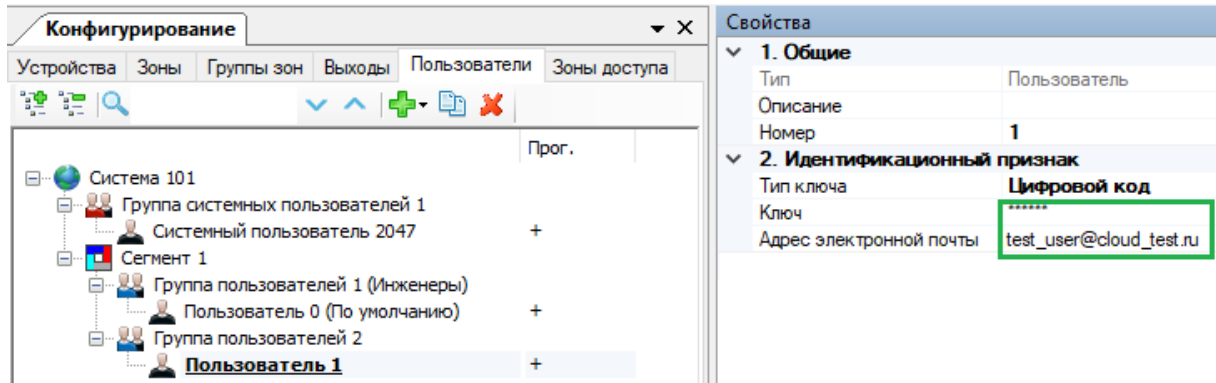 Конфигурирование
Устройства Зоны Группы зон Выходы Пользователи Зоны доступа
Прог.
Система 101
Группа системных пользователей 1
Системный пользователь 2047 +
Сегмент 1
Группа пользователей 1 (Инженеры)
Пользователь 0 (По умолчанию) +
Группа пользователей 2
Пользователь 1 +
Свойства
1. Общие
Тип Пользователь
Описание
Номер 1
2. Идентификационный признак
Тип ключа Цифровой код
Ключ ******
Адрес электронной почты test_user@cloud_test.ru